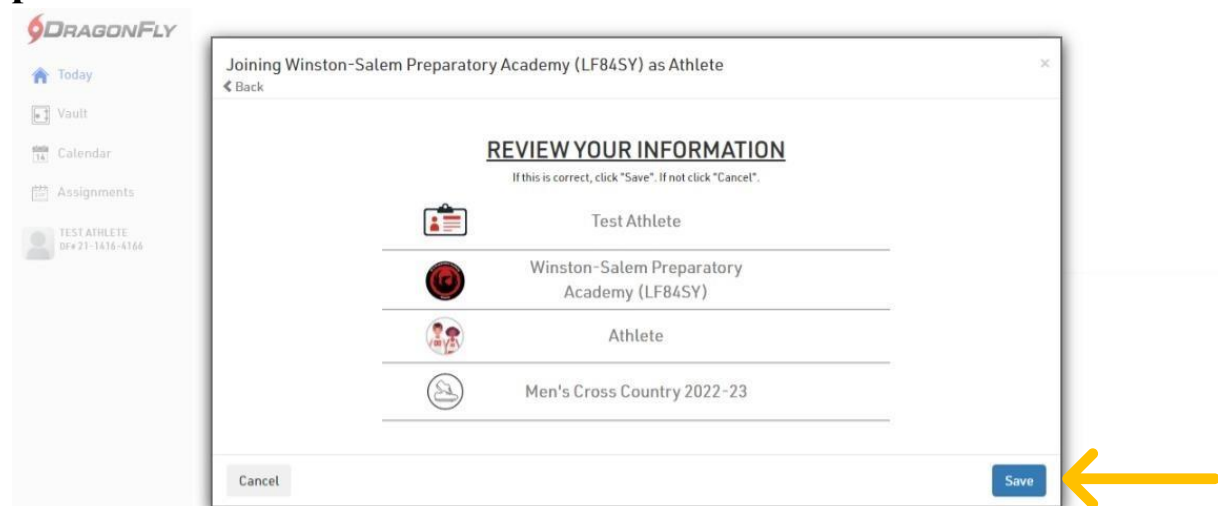 DRAGONFLY
Today
Vault
Calendar
Assignments
TEST ATHLETE
DF# 21-1416-4166
Joining Winston-Salem Preparatory Academy (LF84SY) as Athlete
×
Back
REVIEW YOUR INFORMATION
If this is correct, click "Save". If not click "Cancel".
Test Athlete
Winston-Salem Preparatory
Academy (LF84SY)
Athlete
Men's Cross Country 2022-23
Cancel
Save